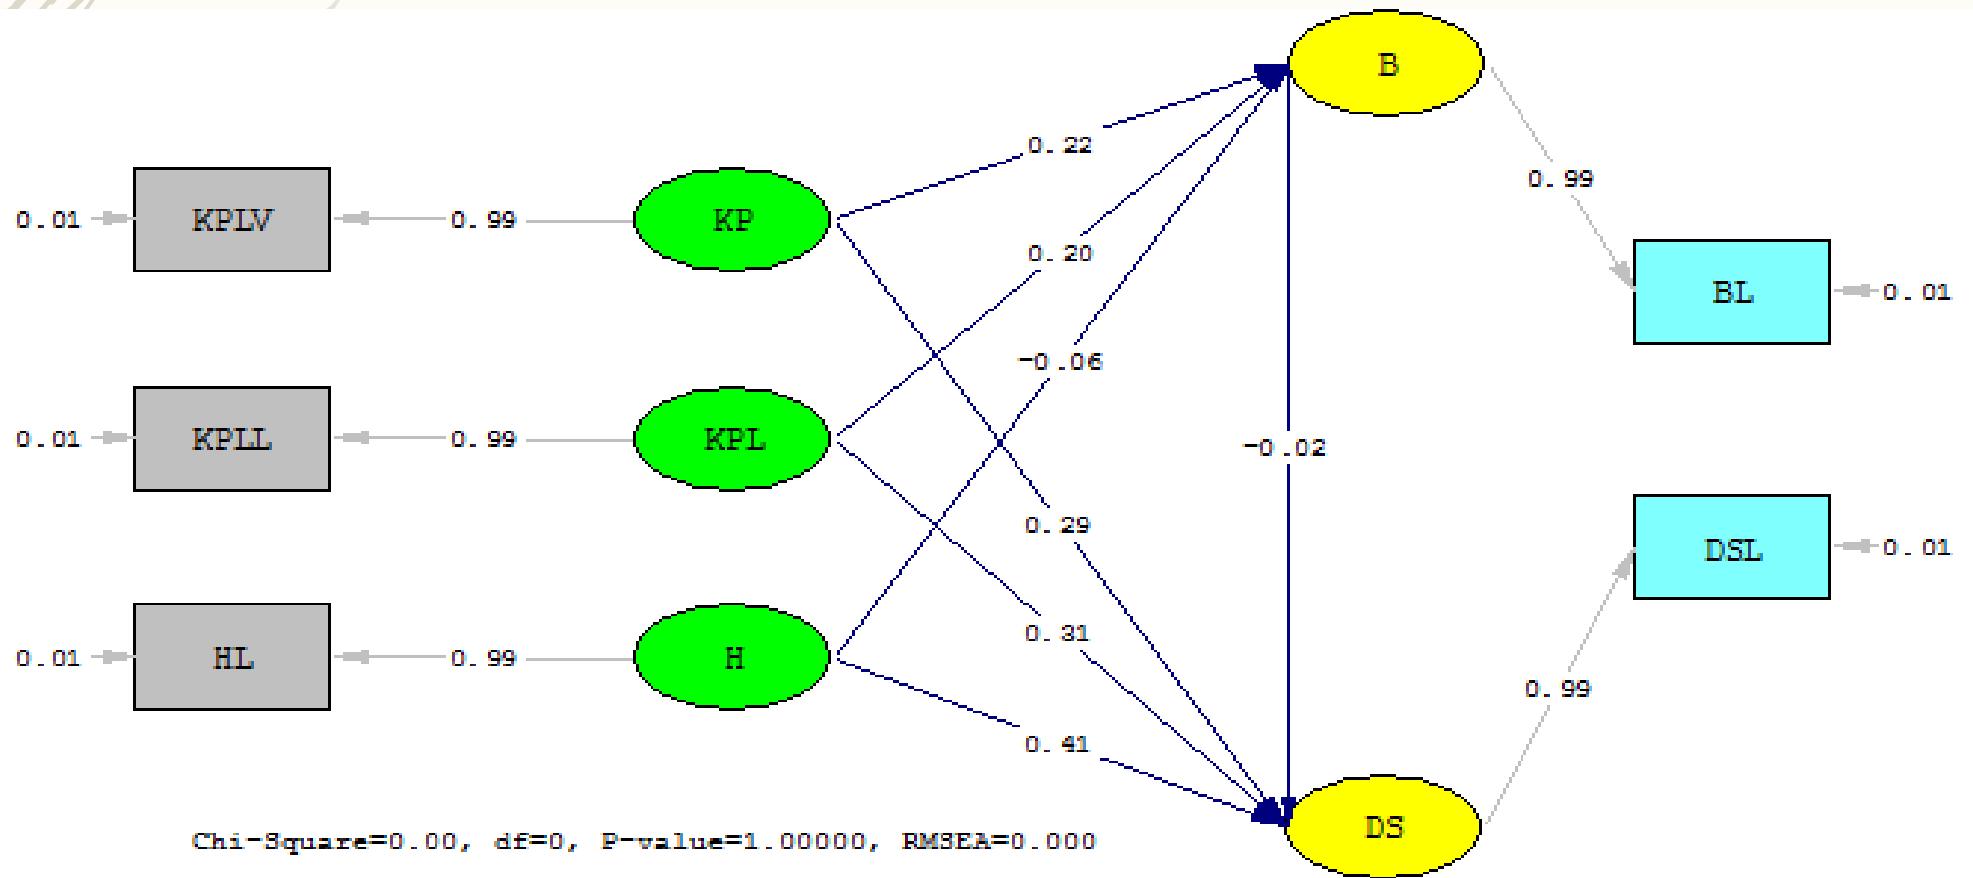 B
0.22
0.99
0.01 KPLV 0.99 KP
0.20
BL 0.01
-0.06
0.01 KPLL 0.99 KPL
-0.02
0.29
DSL 0.01
0.31
0.01 HL 0.99 H
0.99
0.41
DS
Chi-Square=0.00, df=0, P-value=1.00000, RMSEA=0.000